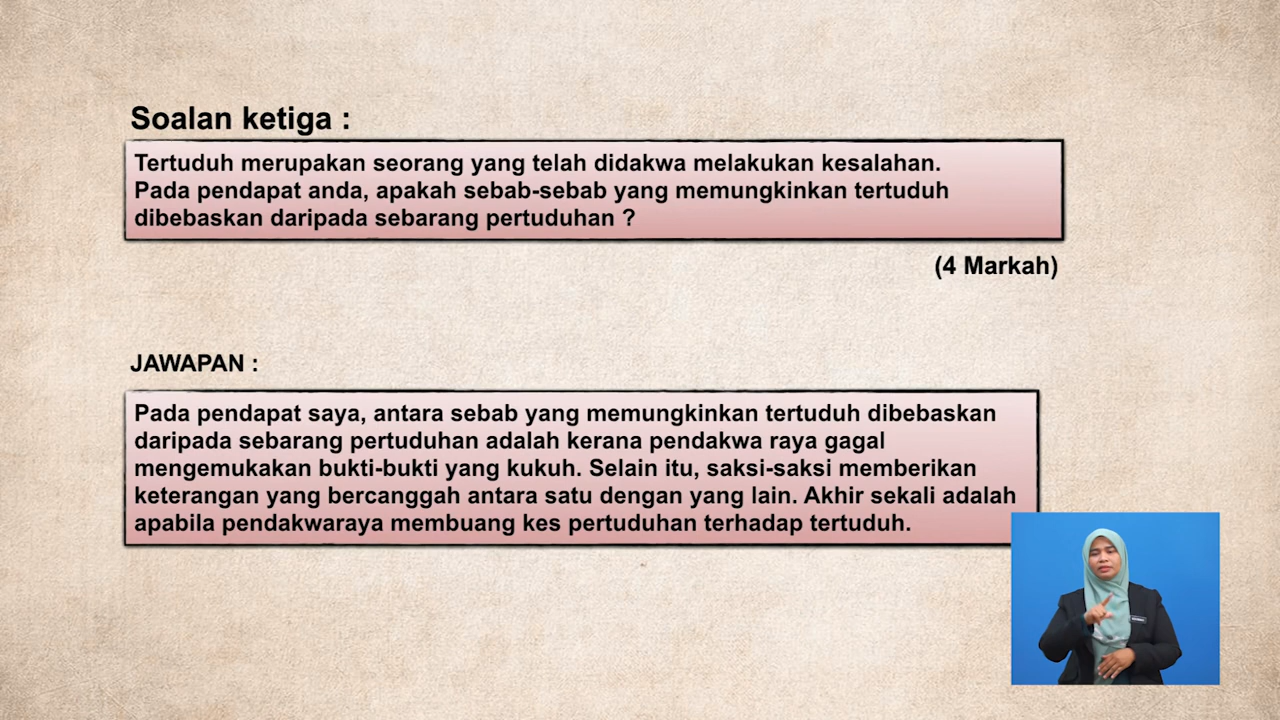 Soalan ketiga :
Tertuduh merupakan seorang yang telah didakwa melakukan kesalahan.
Pada pendapat anda, apakah sebab-sebab yang memungkinkan tertuduh
dibebaskan daripada sebarang pertuduhan ?
(4 Markah)
JAWAPAN :
Pada pendapat saya, antara sebab yang memungkinkan tertuduh dibebaskan
daripada sebarang pertuduhan adalah kerana pendakwa raya gagal
mengemukakan bukti-bukti yang kukuh. Selain itu, saksi-saksi memberikan
keterangan yang bercanggah antara satu dengan yang lain. Akhir sekali adalah
apabila pendakwaraya membuang kes pertuduhan terhadap tertuduh.